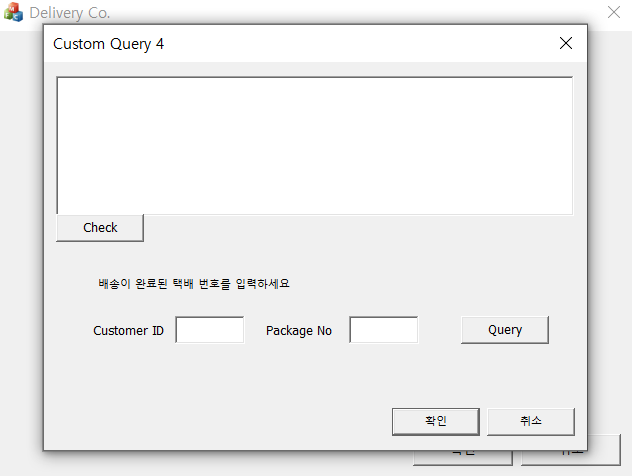 Delivery Co.
Custom Query 4
Check
배송이 완료된 택배 번호를 입력하세요
Customer ID
Package No
Query
확인
취소